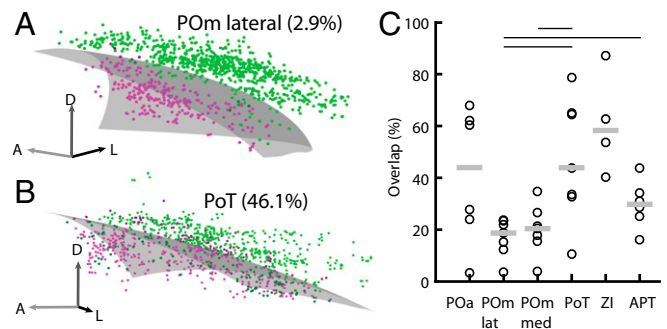 A
POm lateral (2.9%)
D
A
L
B
PoT (46.1%)
D
A
L
C
100
80
60
40
20
0
Overlap (%)
POa
POm lat
POm med
PoT
ZI
APT